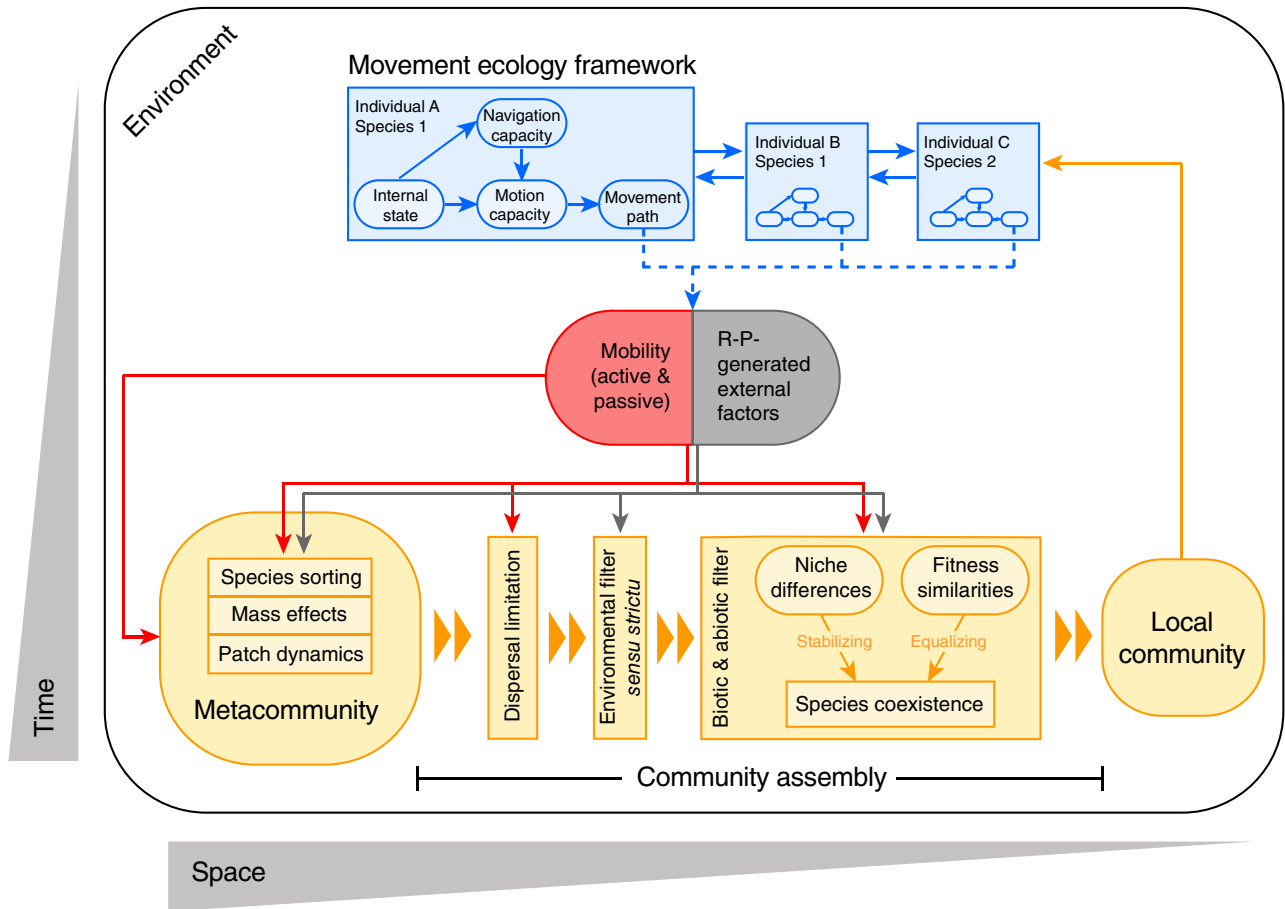 Environment
Movement ecology framework
Individual A
Species 1
Navigation
capacity
Internal
state
Motion
capacity
Movement
path
Individual B
Species 1
Individual C
Species 2
Mobility
(active &
passive)
R-P-
generated
external
factors
Species sorting
Mass effects
Patch dynamics
Metacommunity
Dispersal limitation
Environmental filter
sensu strictu
Biotic & abiotic filter
Niche
differences
Fitness
similarities
Stabilizing
Equalizing
Species coexistence
Local
community
Community assembly
Time
Space